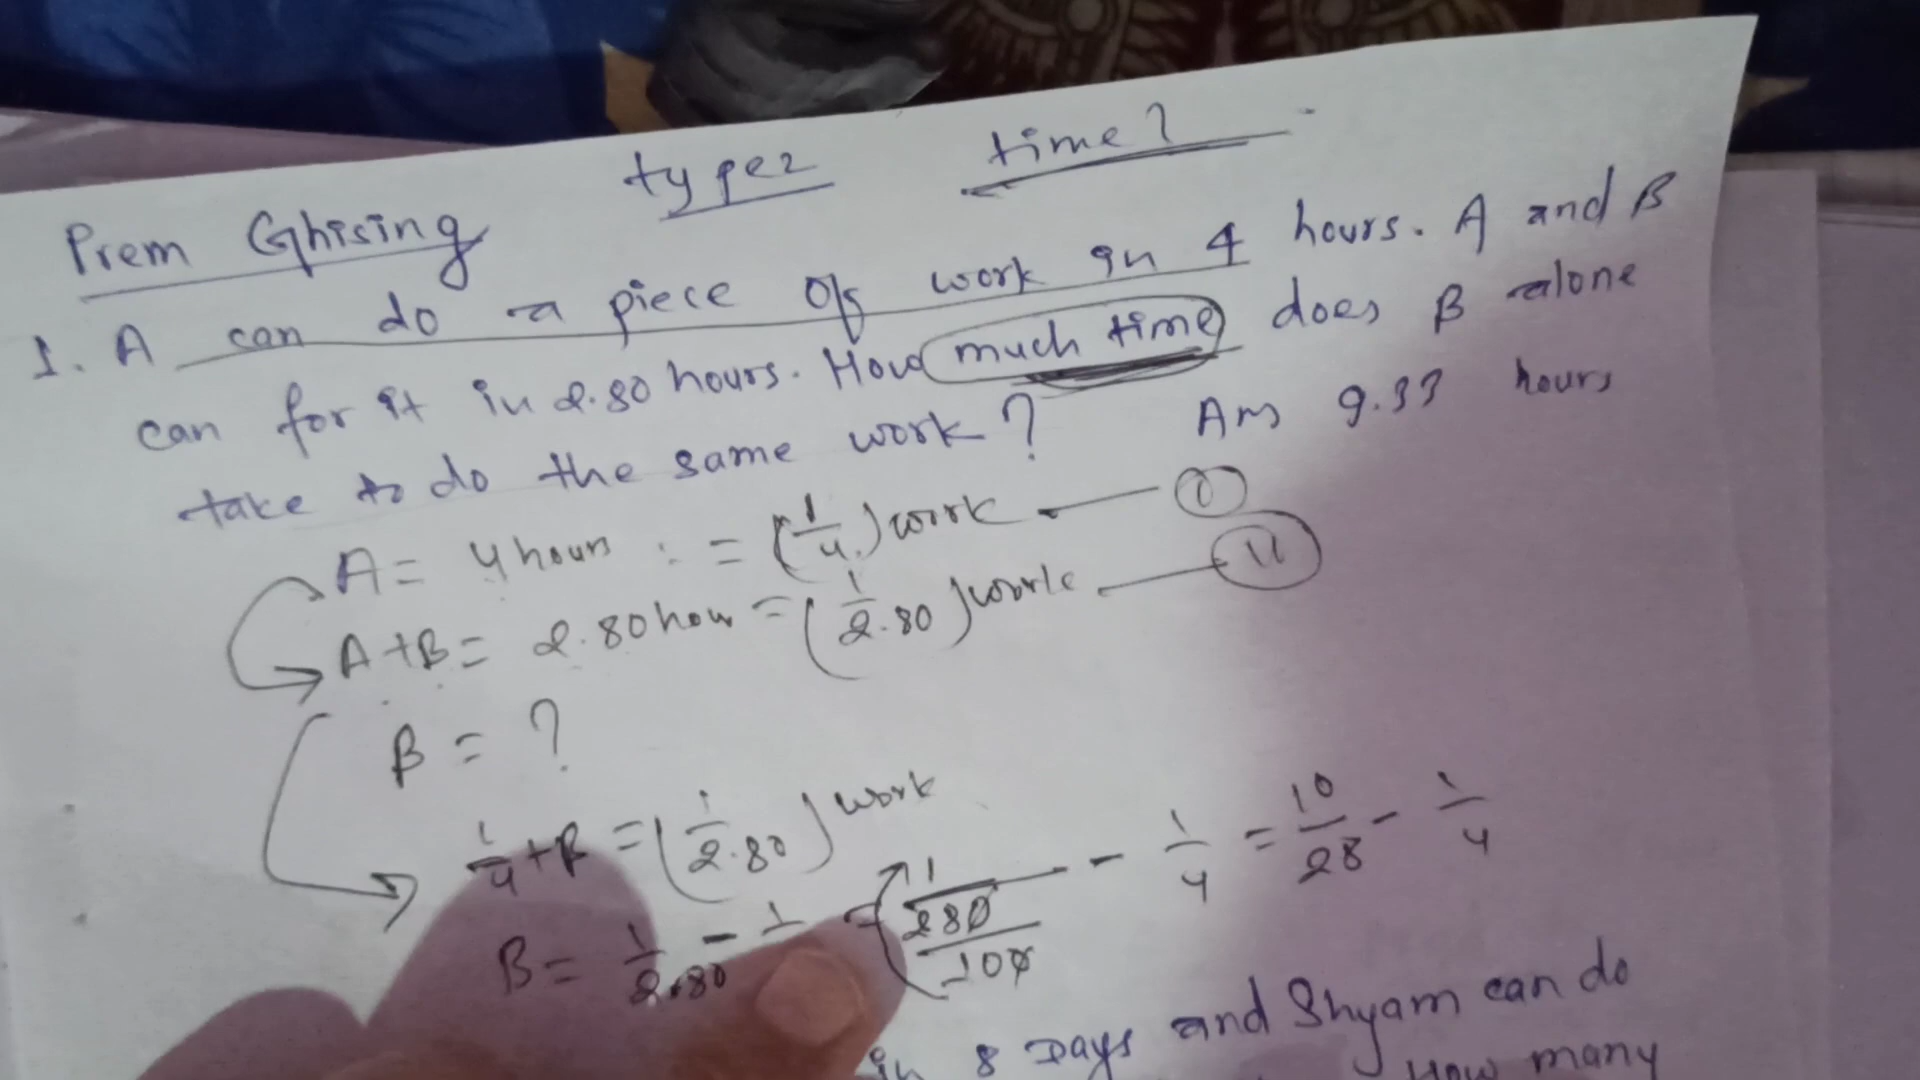 type2 time?
Prem Ghising
1. A can do a piece of work in 4 hours. A and B
can for it in 2.80 hours. How much time does B alone
take to do the same work? Ans 9.33 hours
A = 4 hours = (1/4) work — (I)
A+B = 2.80 hour = (1/2.80) work — (II)
B = ?
1/4 + B = (1/2.80) work
B = 1/2.80 - 1/ = (1/280/100 - 1/4 = 10/28 - 1/4
in 8 Days and Shyam can do
How many